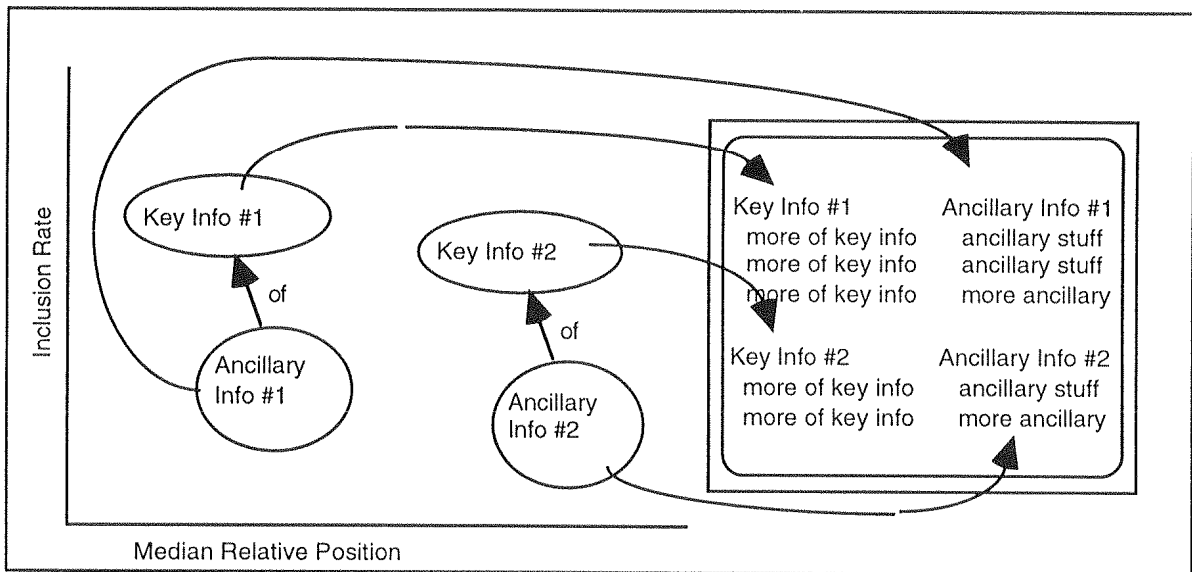 Inclusion Rate
Key Info #1
of
Ancillary
Info #1
Key Info #2
of
Ancillary
Info #2
Median Relative Position
Key Info #1
more of key info
more of key info
more of key info
Ancillary Info #1
ancillary stuff
ancillary stuff
more ancillary
Key Info #2
more of key info
more of key info
Ancillary Info #2
ancillary stuff
more ancillary